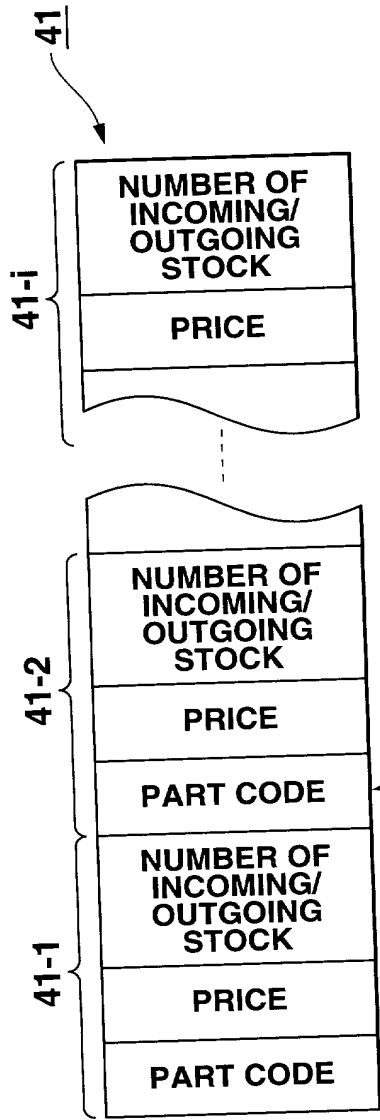 41
41-i
NUMBER OF
INCOMING/
OUTGOING
STOCK
PRICE
41-2
NUMBER OF
INCOMING/
OUTGOING
STOCK
PRICE
PART CODE
41-1
NUMBER OF
INCOMING/
OUTGOING
STOCK
PRICE
PART CODE